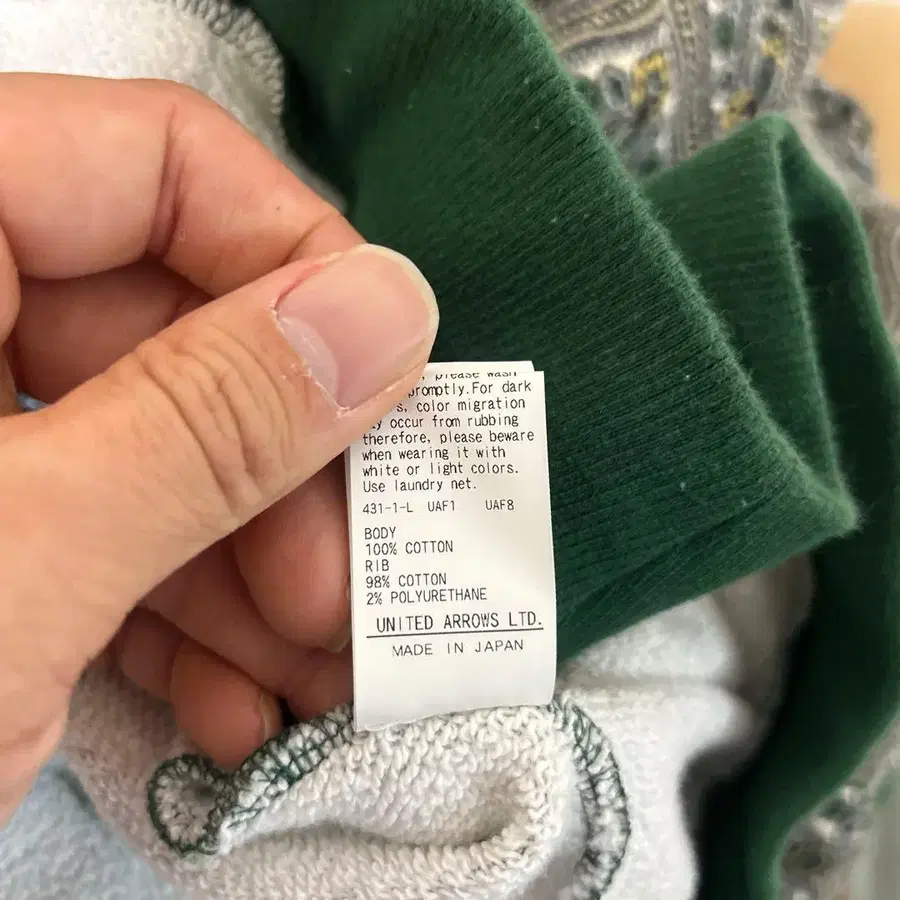 please wash
promptly.For dark
color migration
occur from rubbing
therefore, please beware
when wearing it with
white or light colors.
Use laundry net.
431-1-L UAF1 UAF8
BODY
100% COTTON
RIB
98% COTTON
2% POLYURETHANE
UNITED ARROWS LTD.
MADE IN JAPAN